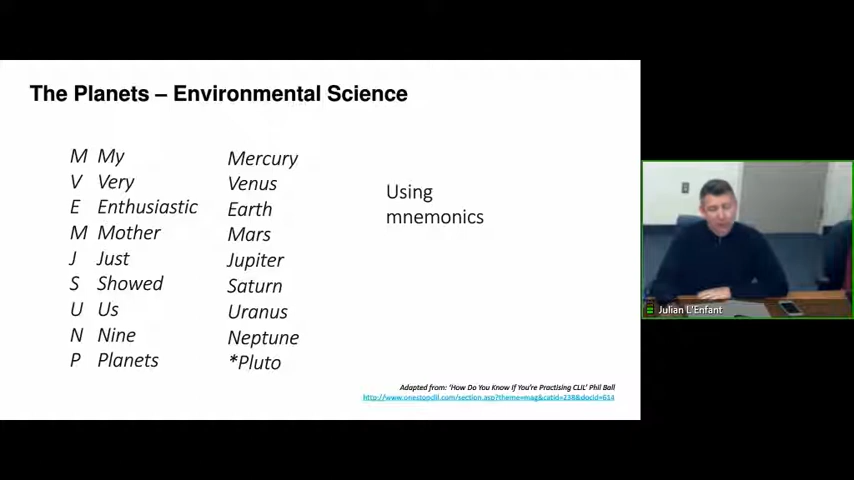 The Planets – Environmental Science
M My Mercury
V Very Venus
E Enthusiastic Earth
M Mother Mars
J Just Jupiter
S Showed Saturn
U Us Uranus
N Nine Neptune
P Planets *Pluto
Using
mnemonics
Adapted from: 'How Do You Know If You're Practising CLIL' Phil Ball
http://www.onestopclil.com/section.asp?theme=mag&catid=238&docid=614
Julian L'Enfant